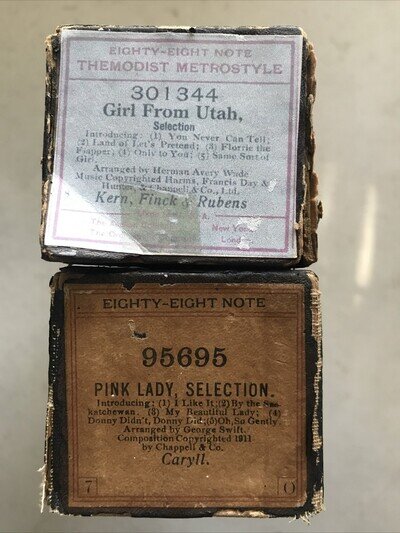 EIGHTY-EIGHT NOTE
THEMODIST METROSTYLE
301344
Girl From Utah,
Selection
Introducing: (1) You Never Can Tell;
(2) Land of Let's Pretend; (3) Florrie the
Flapper; (4) Only to You; (5) Same Sort of
Girl.
Arranged by Herman Avery Wade
Music Copyrighted Harms, Francis Day &
Hunter & Chappell & Co., Ltd.
Kern, Finck & Rubens
New York
London
EIGHTY-EIGHT NOTE
95695
PINK LADY, SELECTION.
Introducing: (1) I Like It; (2) By the Sas-
katchewan. (3) My Beautiful Lady; (4)
Donny Didn't, Donny Did; (5) Oh, So Gently.
Arranged by George Swift.
Composition Copyrighted 1911
by Chappell & Co.
Caryll.
7 O